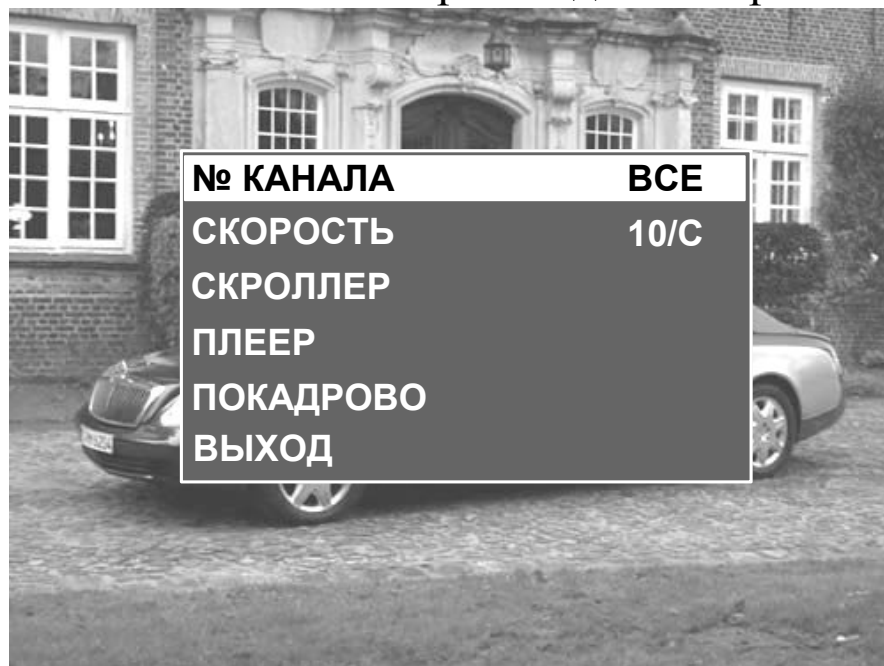 № КАНАЛА ВСЕ
СКОРОСТЬ 10/С
СКРОЛЛЕР
ПЛЕЕР
ПОКАДРОВО
ВЫХОД